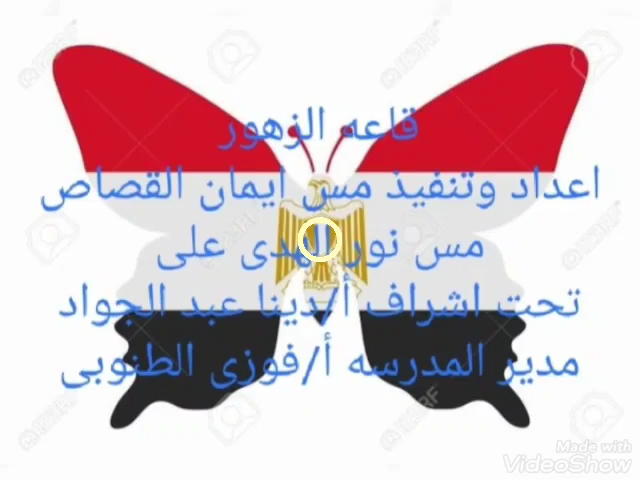 قاعه الزهور
اعداد وتنفيذ مس ايمان القصاص
مس نور الهدى على
تحت اشراف أ/دينا عبد الجواد
مدير المدرسه أ/فوزى الطنوبى
Made with
VideoShow